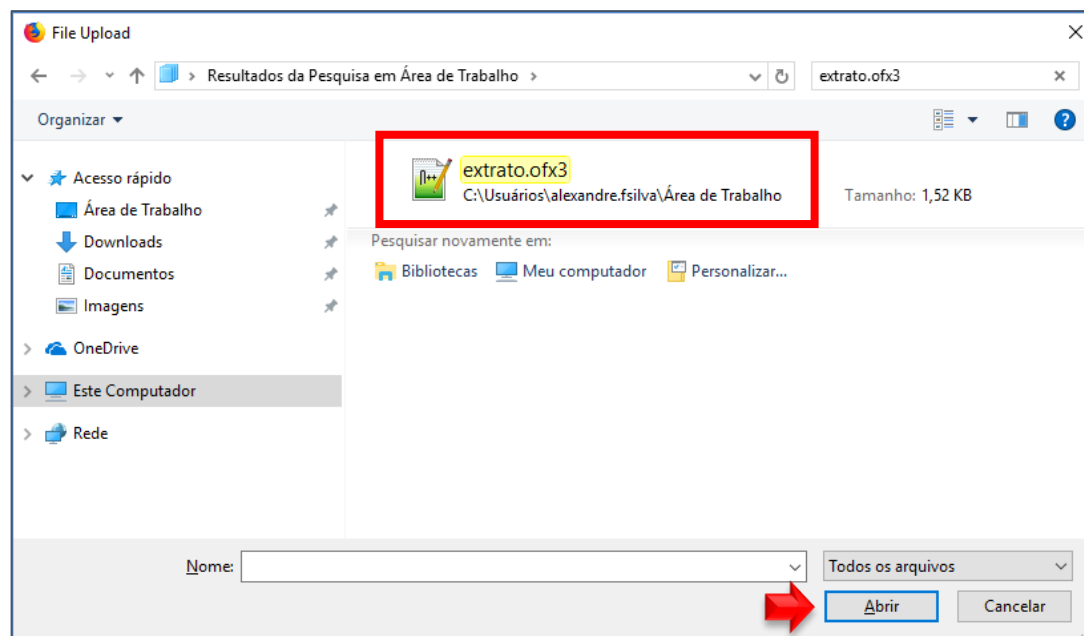 File Upload
Resultados da Pesquisa em Área de Trabalho
extrato.ofx3
Organizar
Acesso rápido
Área de Trabalho
Downloads
Documentos
Imagens
OneDrive
Este Computador
Rede
extrato.ofx3
C:\Usuários\alexandre.fsilva\Área de Trabalho
Tamanho: 1,52 KB
Pesquisar novamente em:
Bibliotecas Meu computador Personalizar...
Nome:
Todos os arquivos
Abrir Cancelar